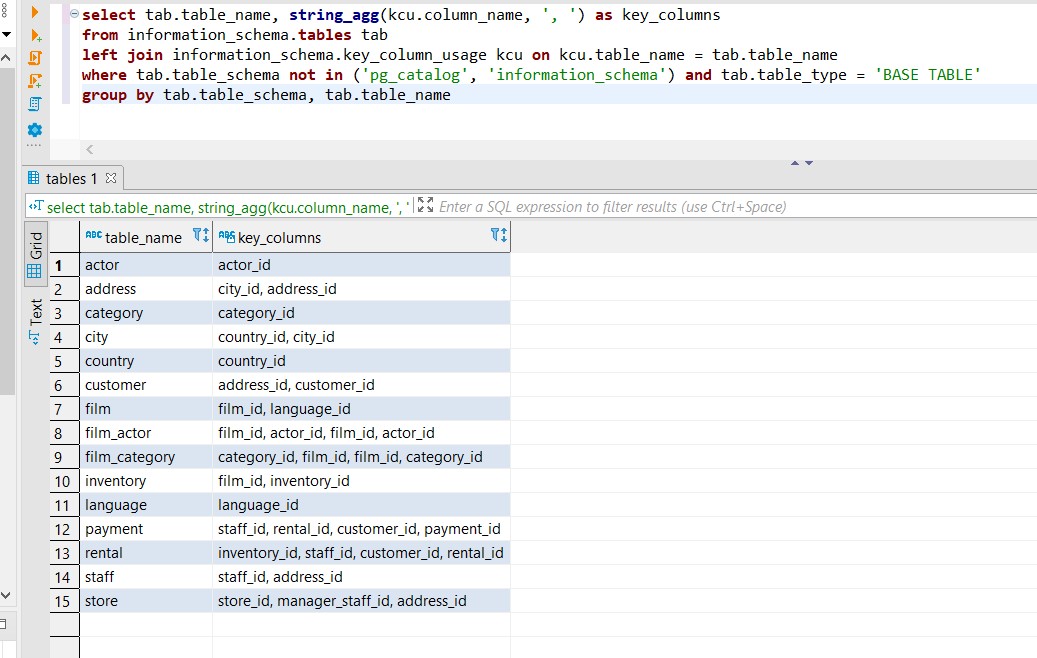 select tab.table_name, string_agg(kcu.column_name, ', ') as key_columns
from information_schema.tables tab
left join information_schema.key_column_usage kcu on kcu.table_name = tab.table_name
where tab.table_schema not in ('pg_catalog', 'information_schema') and tab.table_type = 'BASE TABLE'
group by tab.table_schema, tab.table_name
tables 1
select tab.table_name, string_agg(kcu.column_name, ', ' Enter a SQL expression to filter results (use Ctrl+Space)
Grid
Text
ABC table_name ABC key_columns
1 actor actor_id
2 address city_id, address_id
3 category category_id
4 city country_id, city_id
5 country country_id
6 customer address_id, customer_id
7 film film_id, language_id
8 film_actor film_id, actor_id, film_id, actor_id
9 film_category category_id, film_id, film_id, category_id
10 inventory film_id, inventory_id
11 language language_id
12 payment staff_id, rental_id, customer_id, payment_id
13 rental inventory_id, staff_id, customer_id, rental_id
14 staff staff_id, address_id
15 store store_id, manager_staff_id, address_id